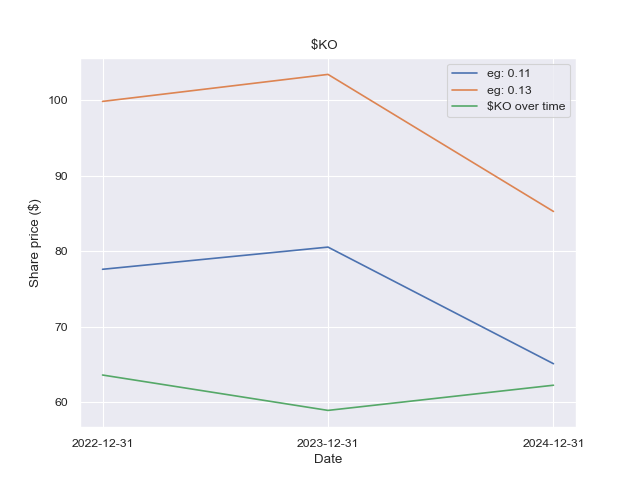 $KO
eg: 0.11
eg: 0.13
$KO over time
Share price ($)
100
90
80
70
60
2022-12-31
2023-12-31
2024-12-31
Date